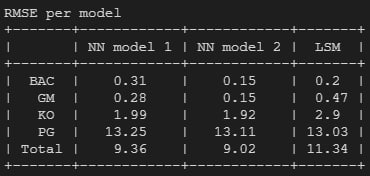 RMSE per model
+-------+------------+------------+-------+
|       | NN model 1 | NN model 2 |  LSM  |
+-------+------------+------------+-------+
|  BAC  |    0.31    |    0.15    |  0.2  |
|   GM  |    0.28    |    0.15    |  0.47 |
|   KO  |    1.99    |    1.92    |  2.9  |
|   PG  |   13.25    |   13.11    | 13.03 |
| Total |    9.36    |    9.02    | 11.34 |
+-------+------------+------------+-------+